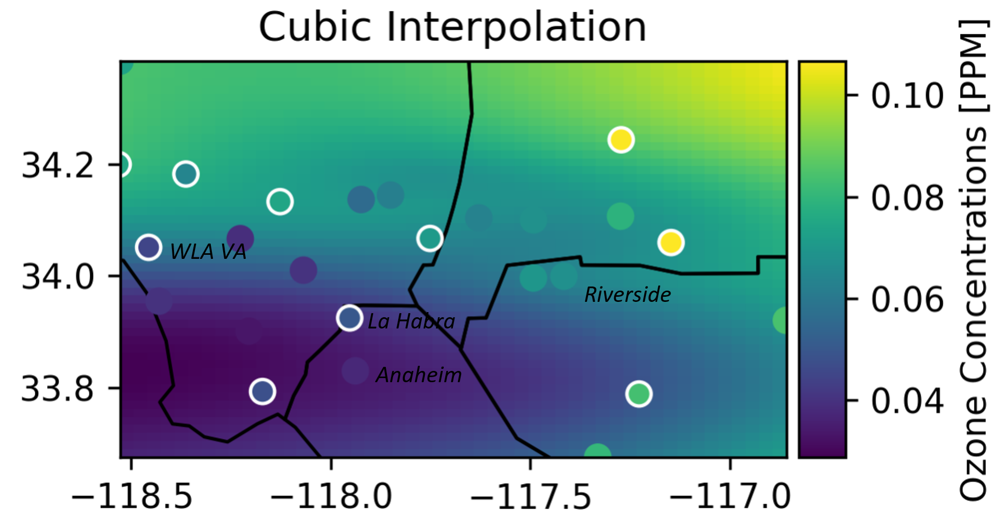 Cubic Interpolation
34.2
34.0
33.8
−118.5
−118.0
−117.5
−117.0
WLA VA
La Habra
Anaheim
Riverside
0.10
0.08
0.06
0.04
Ozone Concentrations [PPM]